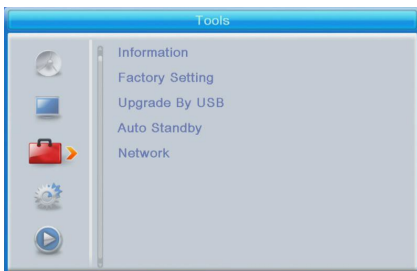 Tools
Information
Factory Setting
Upgrade By USB
Auto Standby
Network